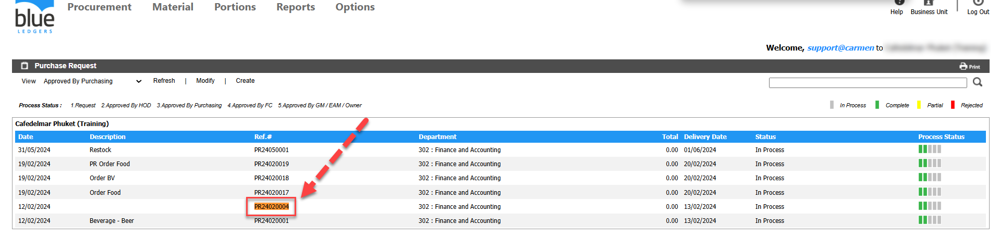 blue
LEDGERS
Procurement Material Portions Reports Options
Help Business Unit Log Out
Welcome, support@carmen to
Purchase Request Print
View Approved By Purchasing Refresh | Modify | Create
Process Status : 1.Request 2.Approved By HOD 3.Approved By Purchasing 4.Approved By FC 5.Approved By GM / EAM / Owner In Process Complete Partial Rejected
Cafedelmar Phuket (Training)
Date Description Ref.# Department Total Delivery Date Status Process Status
31/05/2024 Restock PR24050001 302 : Finance and Accounting 0.00 01/06/2024 In Process
19/02/2024 PR Order Food PR24020019 302 : Finance and Accounting 0.00 20/02/2024 In Process
19/02/2024 Order BV PR24020018 302 : Finance and Accounting 0.00 20/02/2024 In Process
19/02/2024 Order Food PR24020017 302 : Finance and Accounting 0.00 20/02/2024 In Process
12/02/2024 PR24020004 302 : Finance and Accounting 0.00 13/02/2024 In Process
12/02/2024 Beverage - Beer PR24020001 302 : Finance and Accounting 0.00 13/02/2024 In Process